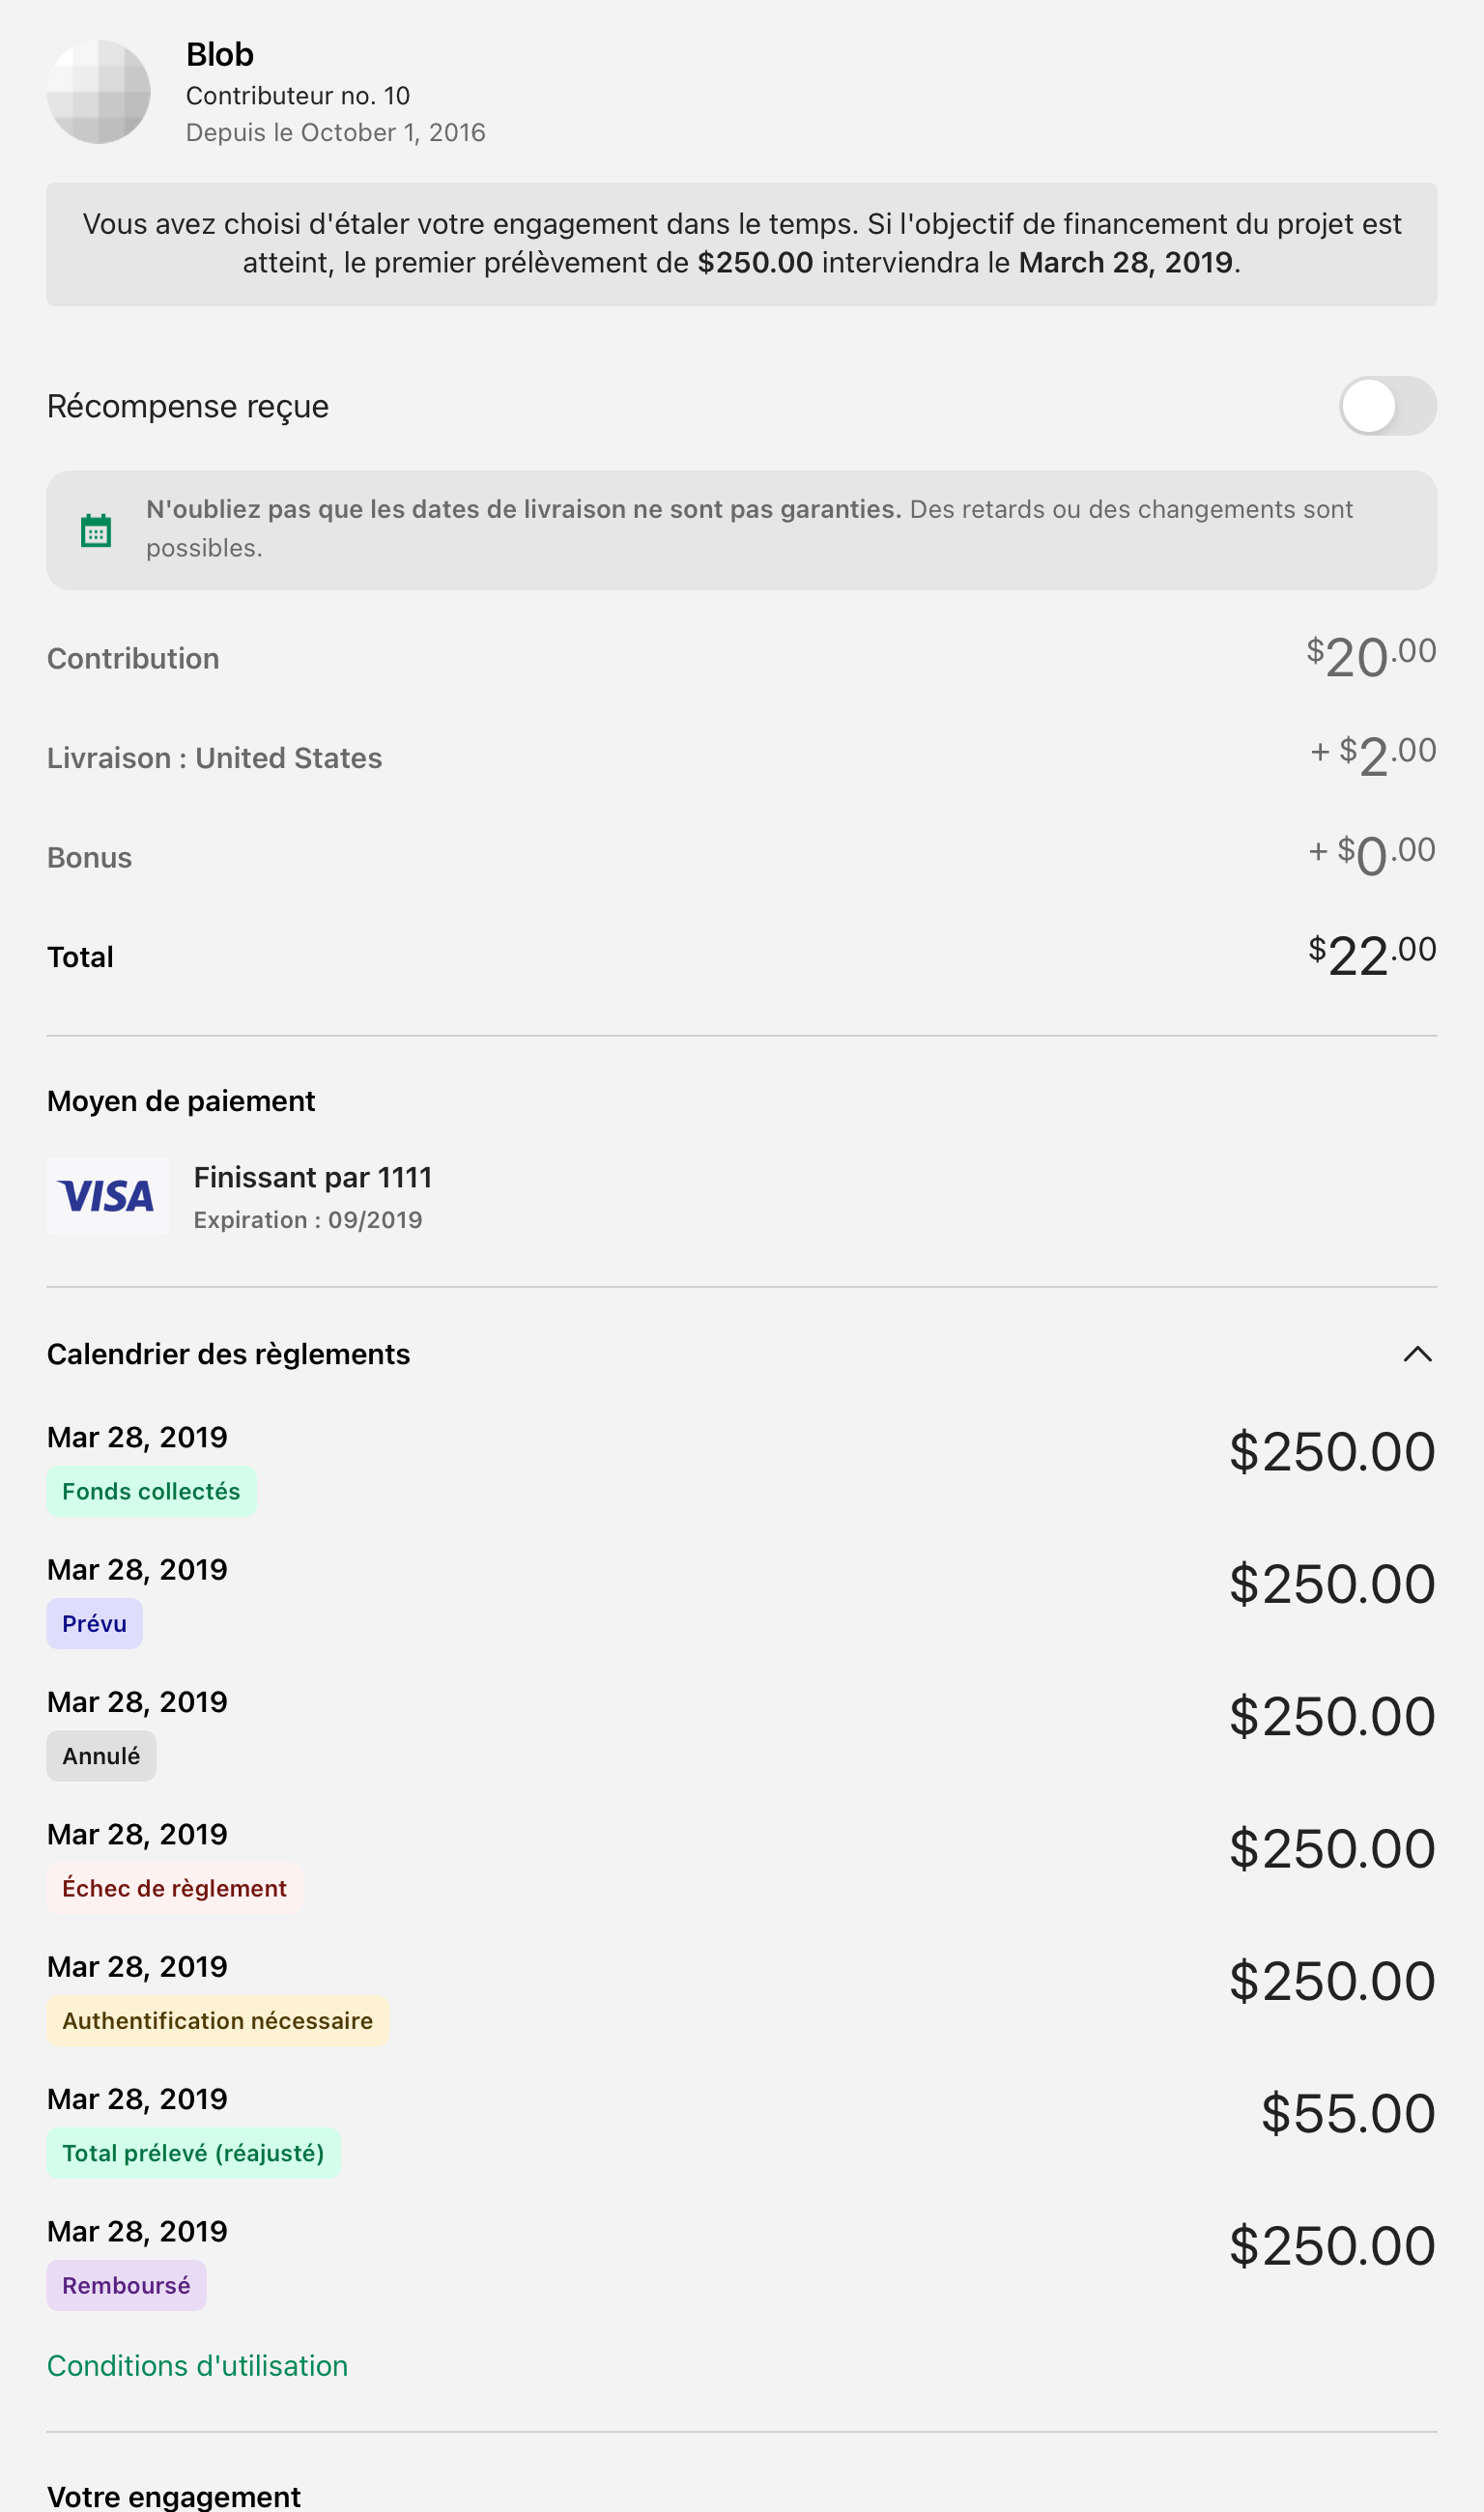 Blob
Contributeur no. 10
Depuis le October 1, 2016
Vous avez choisi d'étaler votre engagement dans le temps. Si l'objectif de financement du projet est
atteint, le premier prélèvement de $250.00 interviendra le March 28, 2019.
Récompense reçue
N'oubliez pas que les dates de livraison ne sont pas garanties. Des retards ou des changements sont
possibles.
Contribution $20.00
Livraison : United States + $2.00
Bonus + $0.00
Total $22.00
Moyen de paiement
VISA
Finissant par 1111
Expiration : 09/2019
Calendrier des règlements
Mar 28, 2019 $250.00
Fonds collectés
Mar 28, 2019 $250.00
Prévu
Mar 28, 2019 $250.00
Annulé
Mar 28, 2019 $250.00
Échec de règlement
Mar 28, 2019 $250.00
Authentification nécessaire
Mar 28, 2019 $55.00
Total prélevé (réajusté)
Mar 28, 2019 $250.00
Remboursé
Conditions d'utilisation
Votre engagement